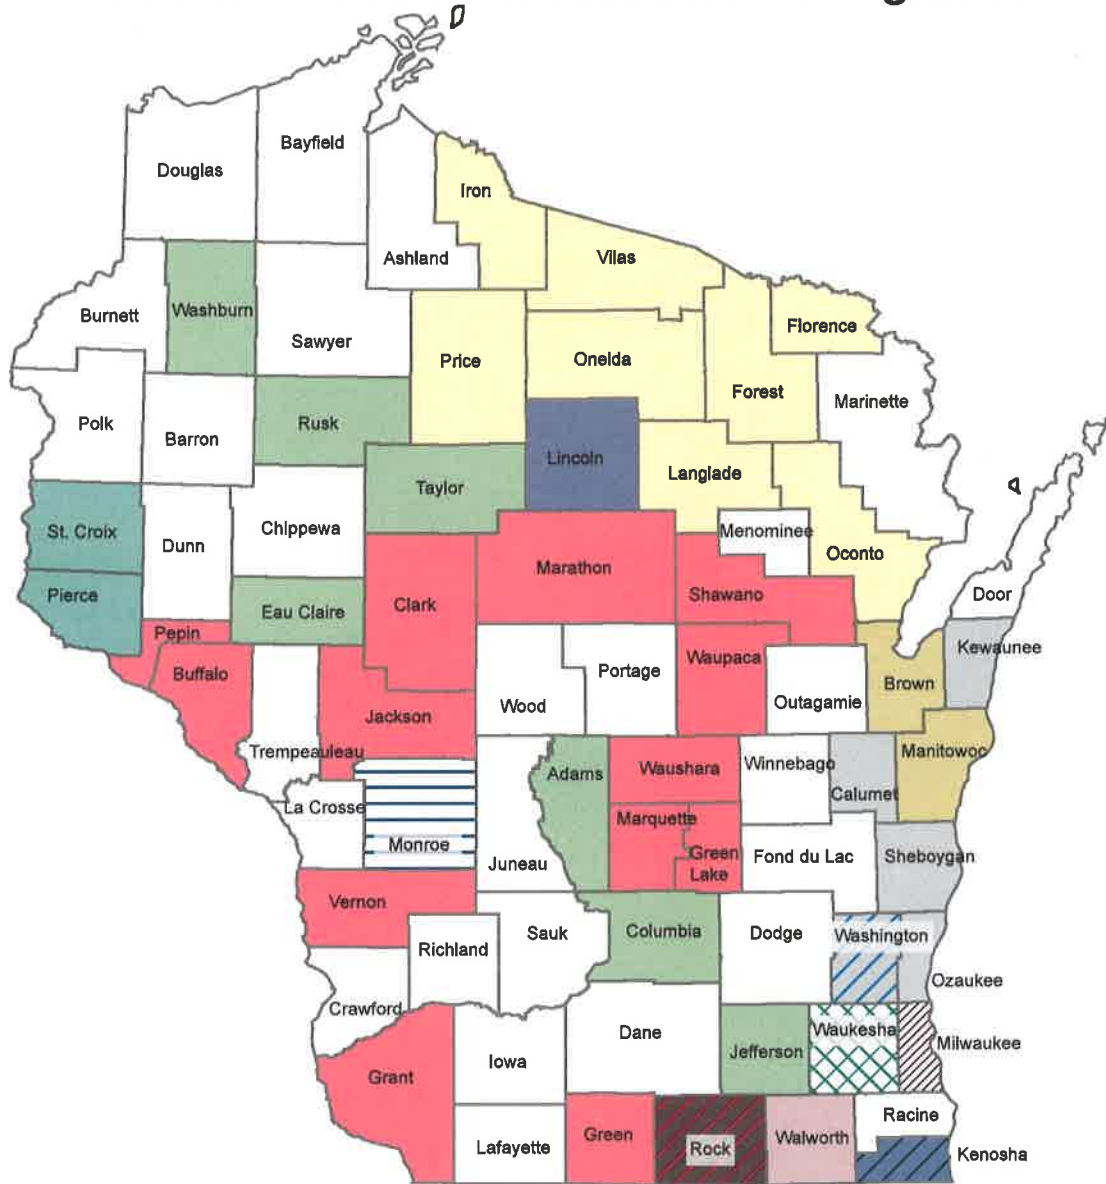 Bayfield
Douglas
Iron
Ashland
Vilas
Burnett
Washburn
Sawyer
Price
Oneida
Florence
Forest
Marinette
Polk
Barron
Rusk
Lincoln
Langlade
Taylor
St. Croix
Dunn
Chippewa
Menominee
Oconto
Marathon
Pierce
Eau Claire
Clark
Shawano
Door
Pepin
Buffalo
Waupaca
Kewaunee
Portage
Brown
Wood
Outagamie
Jackson
Trempeauleau
Adams
Waushara
Winnebago
Manitowoc
Calumet
La Crosse
Monroe
Marquette
Juneau
Green
Lake
Fond du Lac
Sheboygan
Vernon
Richland
Sauk
Columbia
Dodge
Washington
Ozaukee
Crawford
Dane
Waukesha
Milwaukee
Jefferson
Iowa
Grant
Racine
Lafayette
Green
Rock
Walworth
Kenosha